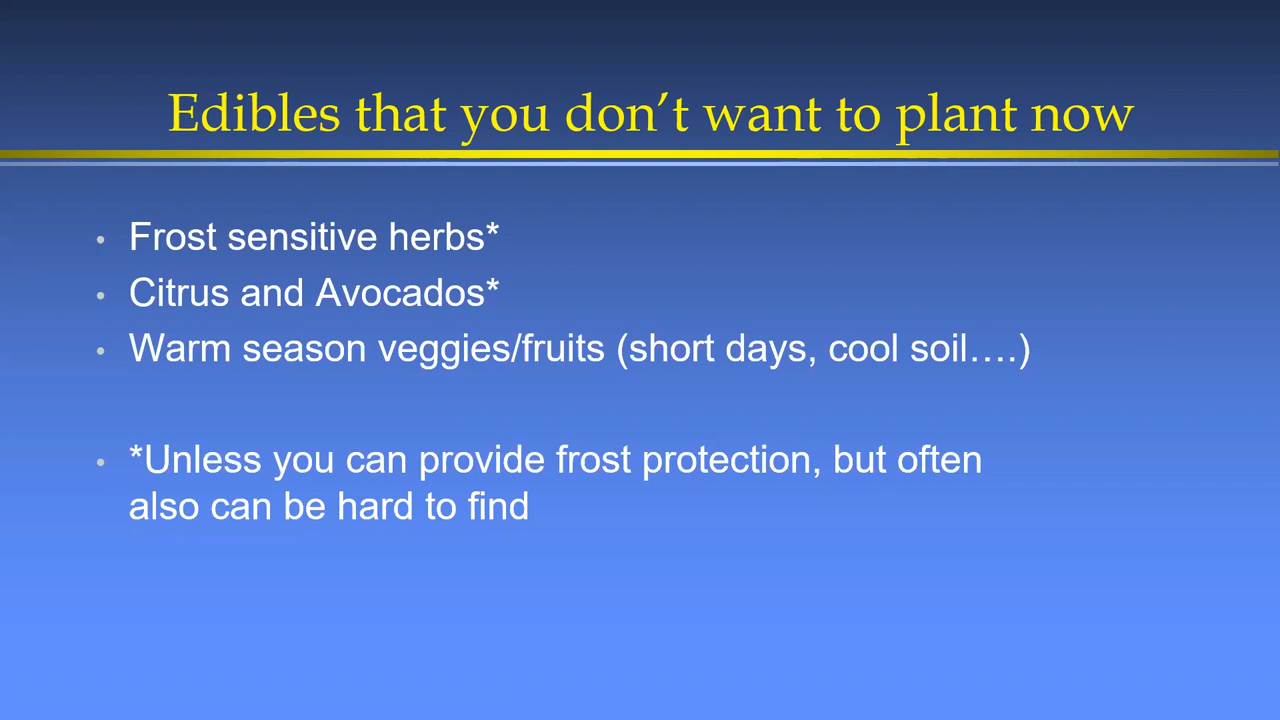 Edibles that you don’t want to plant now
• Frost sensitive herbs*
• Citrus and Avocados*
• Warm season veggies/fruits (short days, cool soil….)
• *Unless you can provide frost protection, but often
also can be hard to find